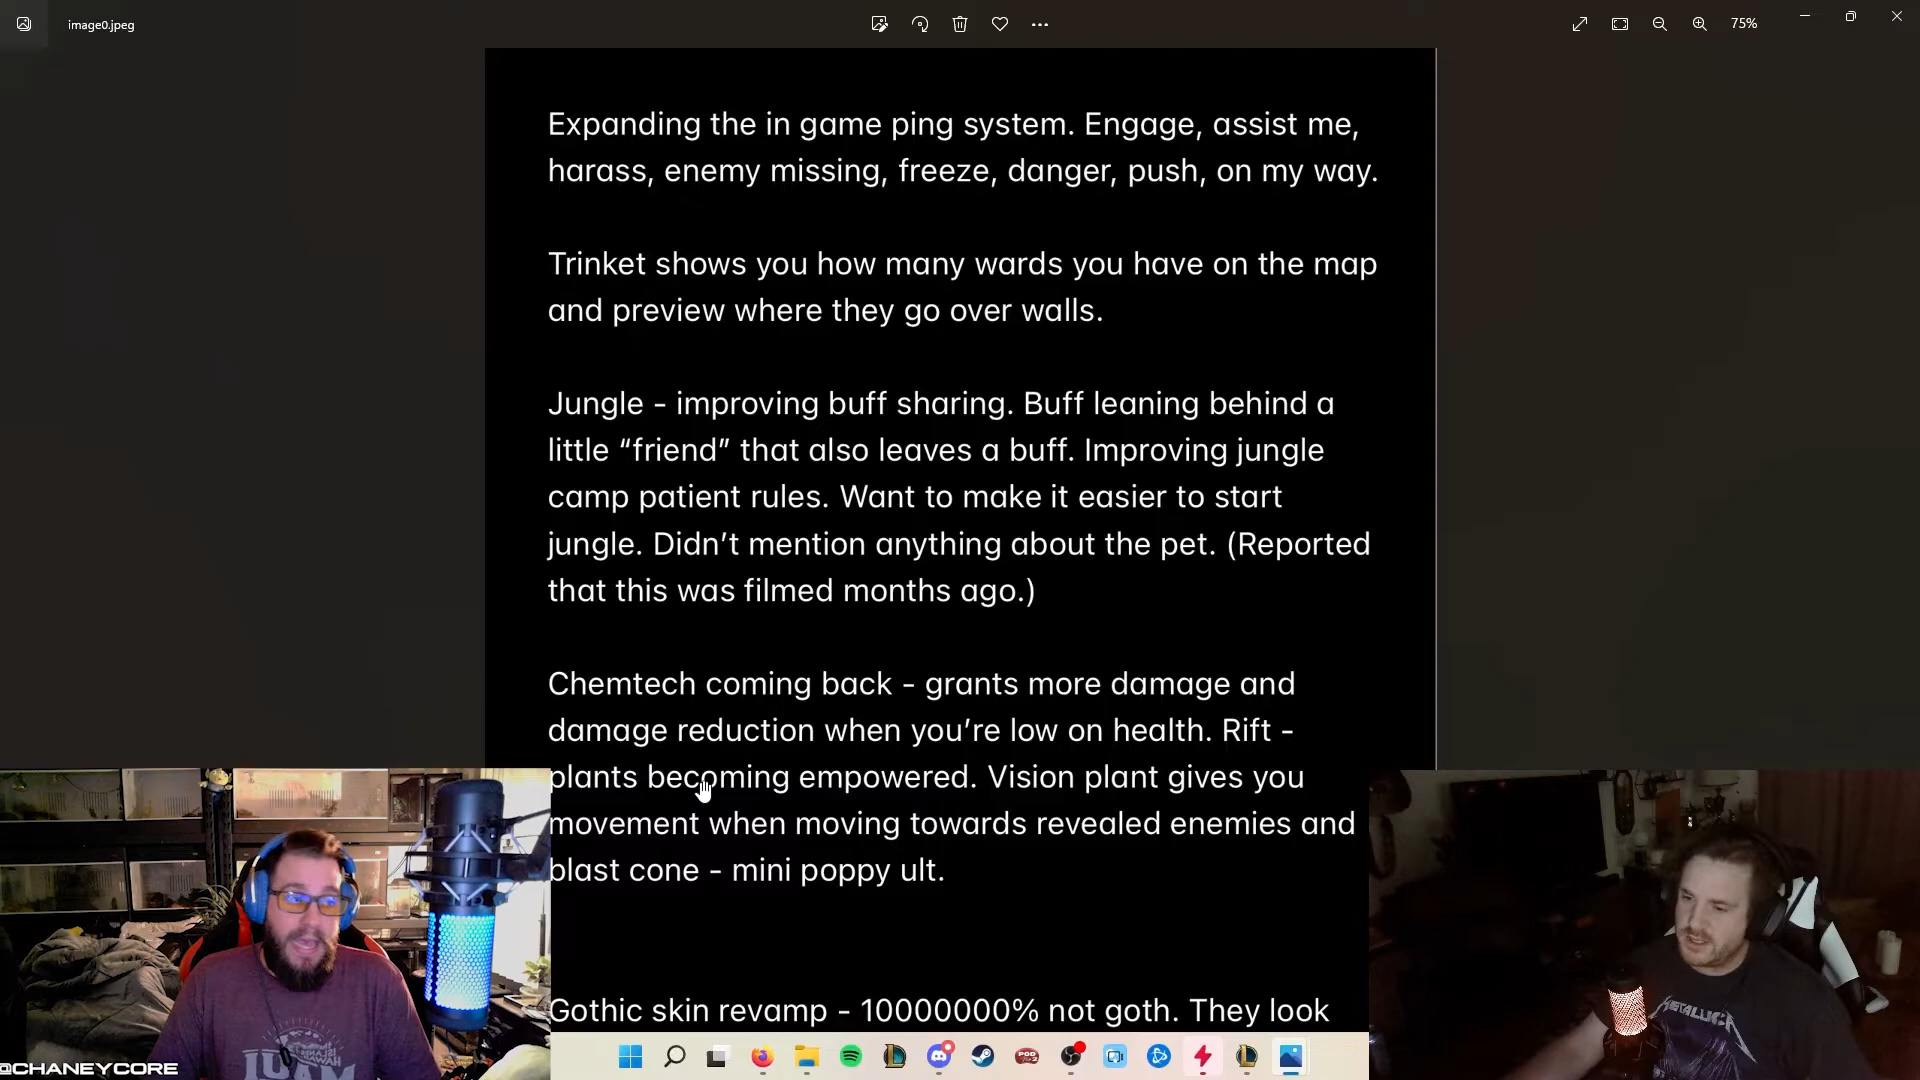 image0.jpeg
75%
Expanding the in game ping system. Engage, assist me,
harass, enemy missing, freeze, danger, push, on my way.
Trinket shows you how many wards you have on the map
and preview where they go over walls.
Jungle - improving buff sharing. Buff leaning behind a
little “friend” that also leaves a buff. Improving jungle
camp patient rules. Want to make it easier to start
jungle. Didn’t mention anything about the pet. (Reported
that this was filmed months ago.)
Chemtech coming back - grants more damage and
damage reduction when you’re low on health. Rift -
plants becoming empowered. Vision plant gives you
movement when moving towards revealed enemies and
blast cone - mini poppy ult.
Gothic skin revamp - 10000000% not goth. They look
@CHANEYCORE
METALLICA
POD